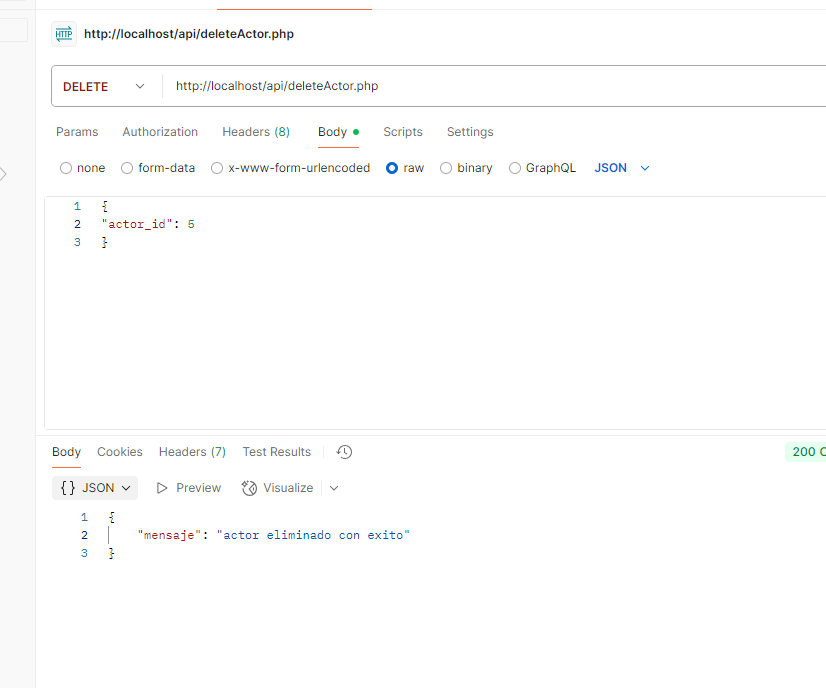 HTTP http://localhost/api/deleteActor.php
DELETE http://localhost/api/deleteActor.php
Params Authorization Headers (8) Body Scripts Settings
none form-data x-www-form-urlencoded raw binary GraphQL JSON
1 {
2 "actor_id": 5
3 }
Body Cookies Headers (7) Test Results 200
{} JSON Preview Visualize
1 {
2 "mensaje": "actor eliminado con exito"
3 }